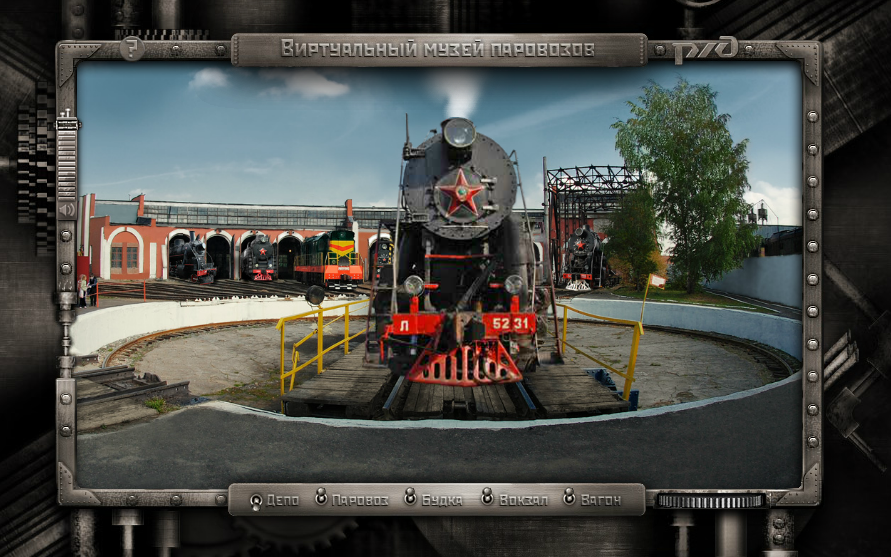 ?
Виртуальный музей паровозов
ржд
Л 5231
Депо Паровоз Будка Вокзал Вагон